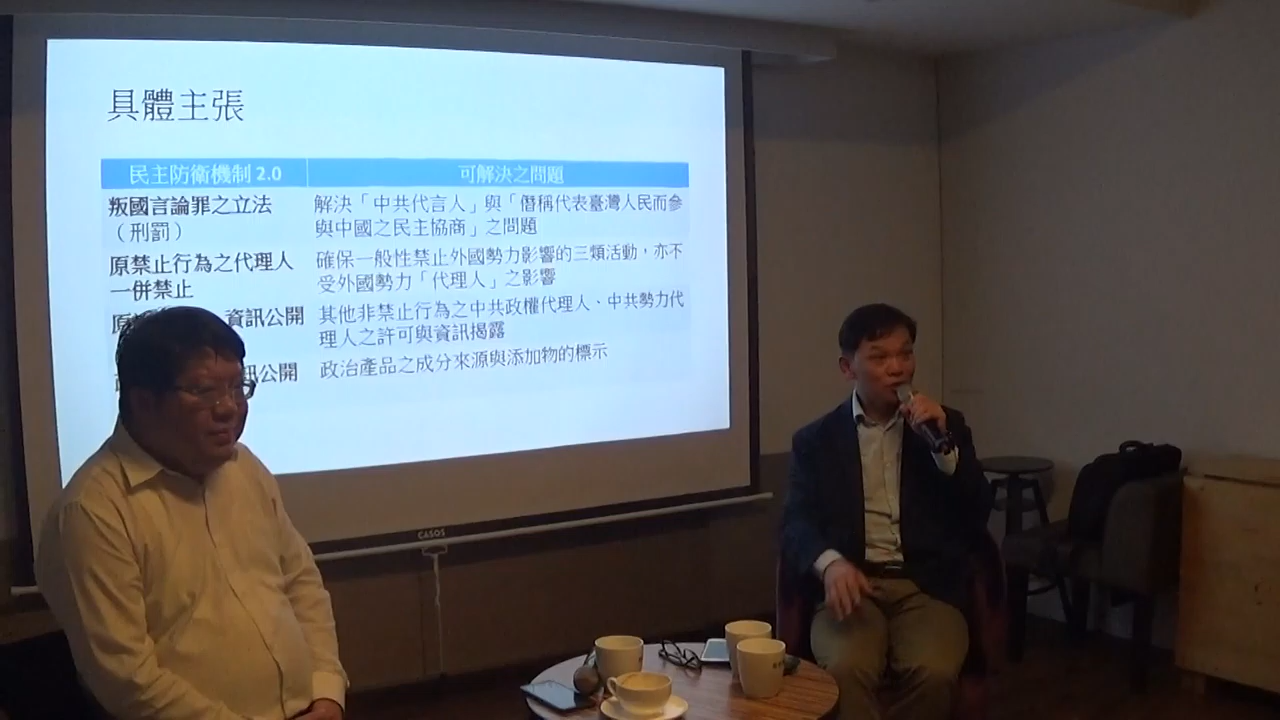 具體主張
民主防衛機制 2.0
可解決之問題
叛國言論罪之立法
（刑罰）
解決「中共代言人」與「僭稱代表臺灣人民而參
與中國之民主協商」之問題
原禁止行為之代理人
一併禁止
確保一般性禁止外國勢力影響的三類活動，亦不
受外國勢力「代理人」之影響
原
資訊公開
其他非禁止行為之中共政權代理人、中共勢力代
理人之許可與資訊揭露
訊公開
政治產品之成分來源與添加物的標示
CASOS